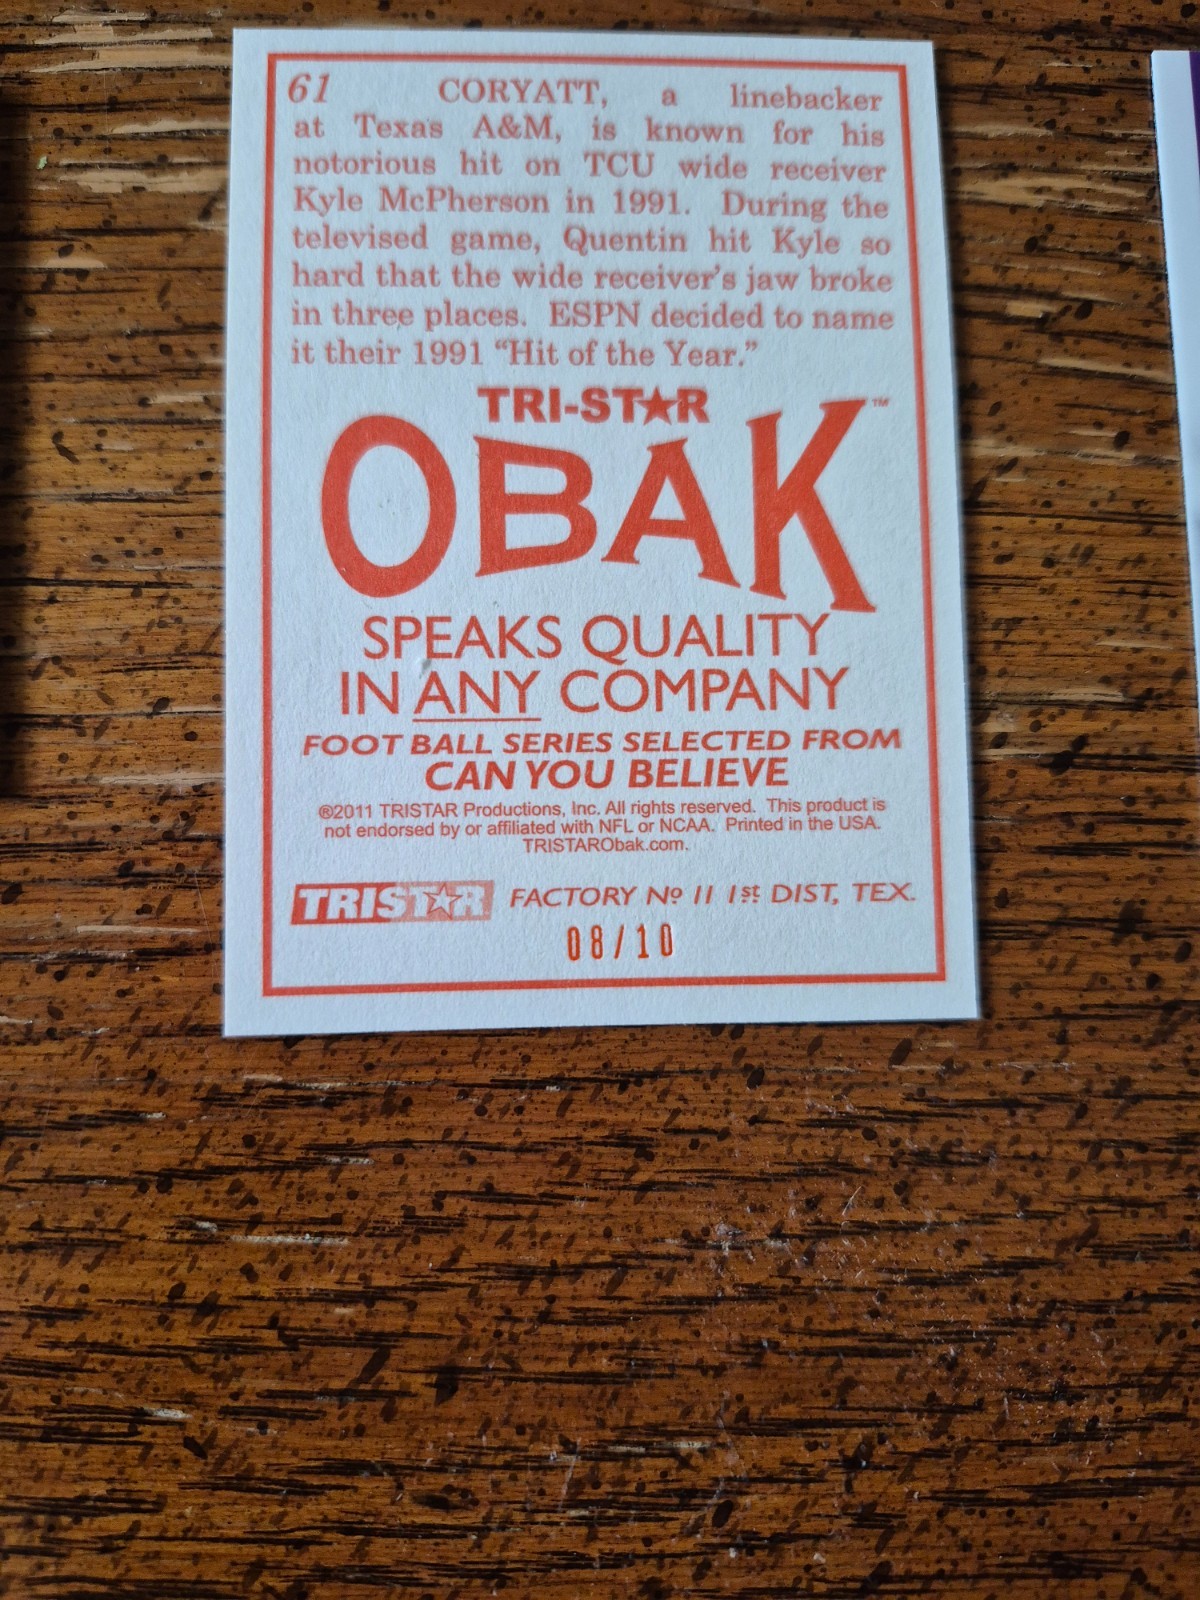 61 CORYATT, a linebacker
at Texas A&M, is known for his
notorious hit on TCU wide receiver
Kyle McPherson in 1991. During the
televised game, Quentin hit Kyle so
hard that the wide receiver's jaw broke
in three places. ESPN decided to name
it their 1991 “Hit of the Year.”
TRI-ST★R
OBAK™
SPEAKS QUALITY
IN ANY COMPANY
FOOT BALL SERIES SELECTED FROM
CAN YOU BELIEVE
®2011 TRISTAR Productions, Inc. All rights reserved. This product is
not endorsed by or affiliated with NFL or NCAA. Printed in the USA.
TRISTARObak.com.
TRIST★R FACTORY Nº 11 1st DIST, TEX.
08/10